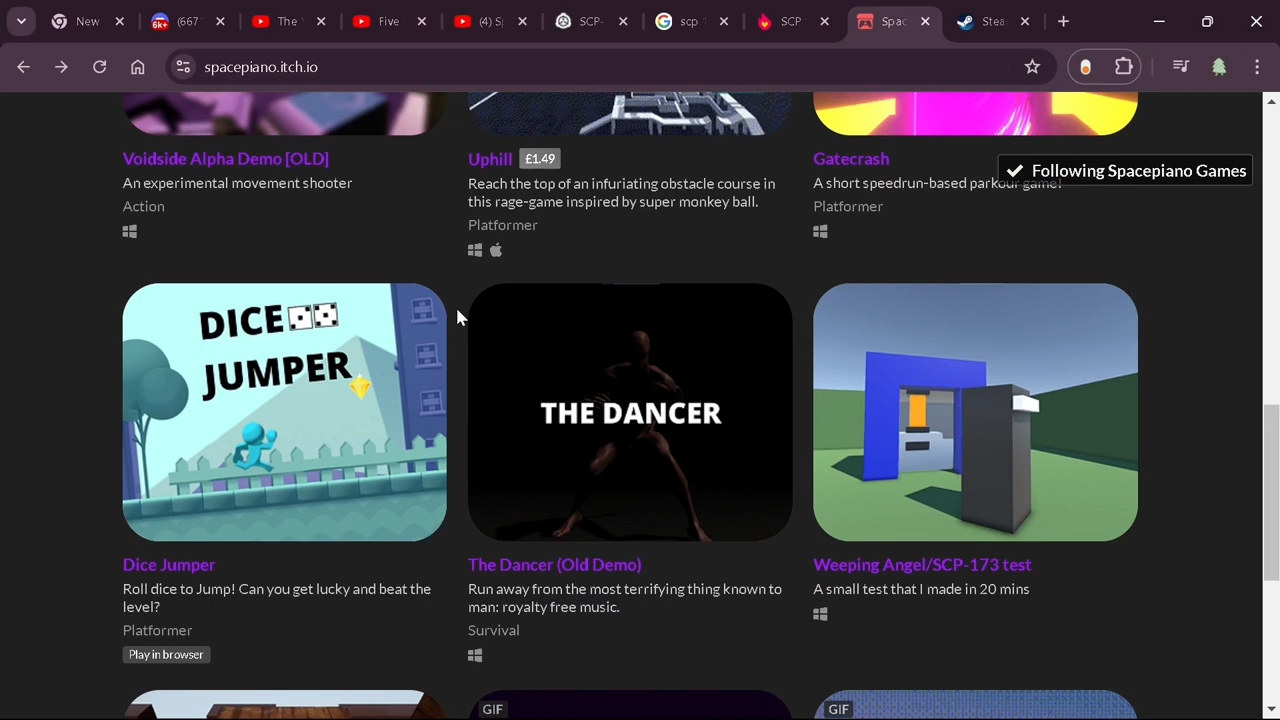 New
6K+
(667
The
Five
(4) S
SCP-
scp
SCP
Spac
Stea
spacepiano.itch.io
Voidside Alpha Demo [OLD]
An experimental movement shooter
Action
Uphill £1.49
Reach the top of an infuriating obstacle course in
this rage-game inspired by super monkey ball.
Platformer
Gatecrash
A short speedrun-based parkour game!
Platformer
Following Spacepiano Games
DICE
JUMPER
THE DANCER
Dice Jumper
Roll dice to Jump! Can you get lucky and beat the
level?
Platformer
Play in browser
The Dancer (Old Demo)
Run away from the most terrifying thing known to
man: royalty free music.
Survival
Weeping Angel/SCP-173 test
A small test that I made in 20 mins
GIF
GIF